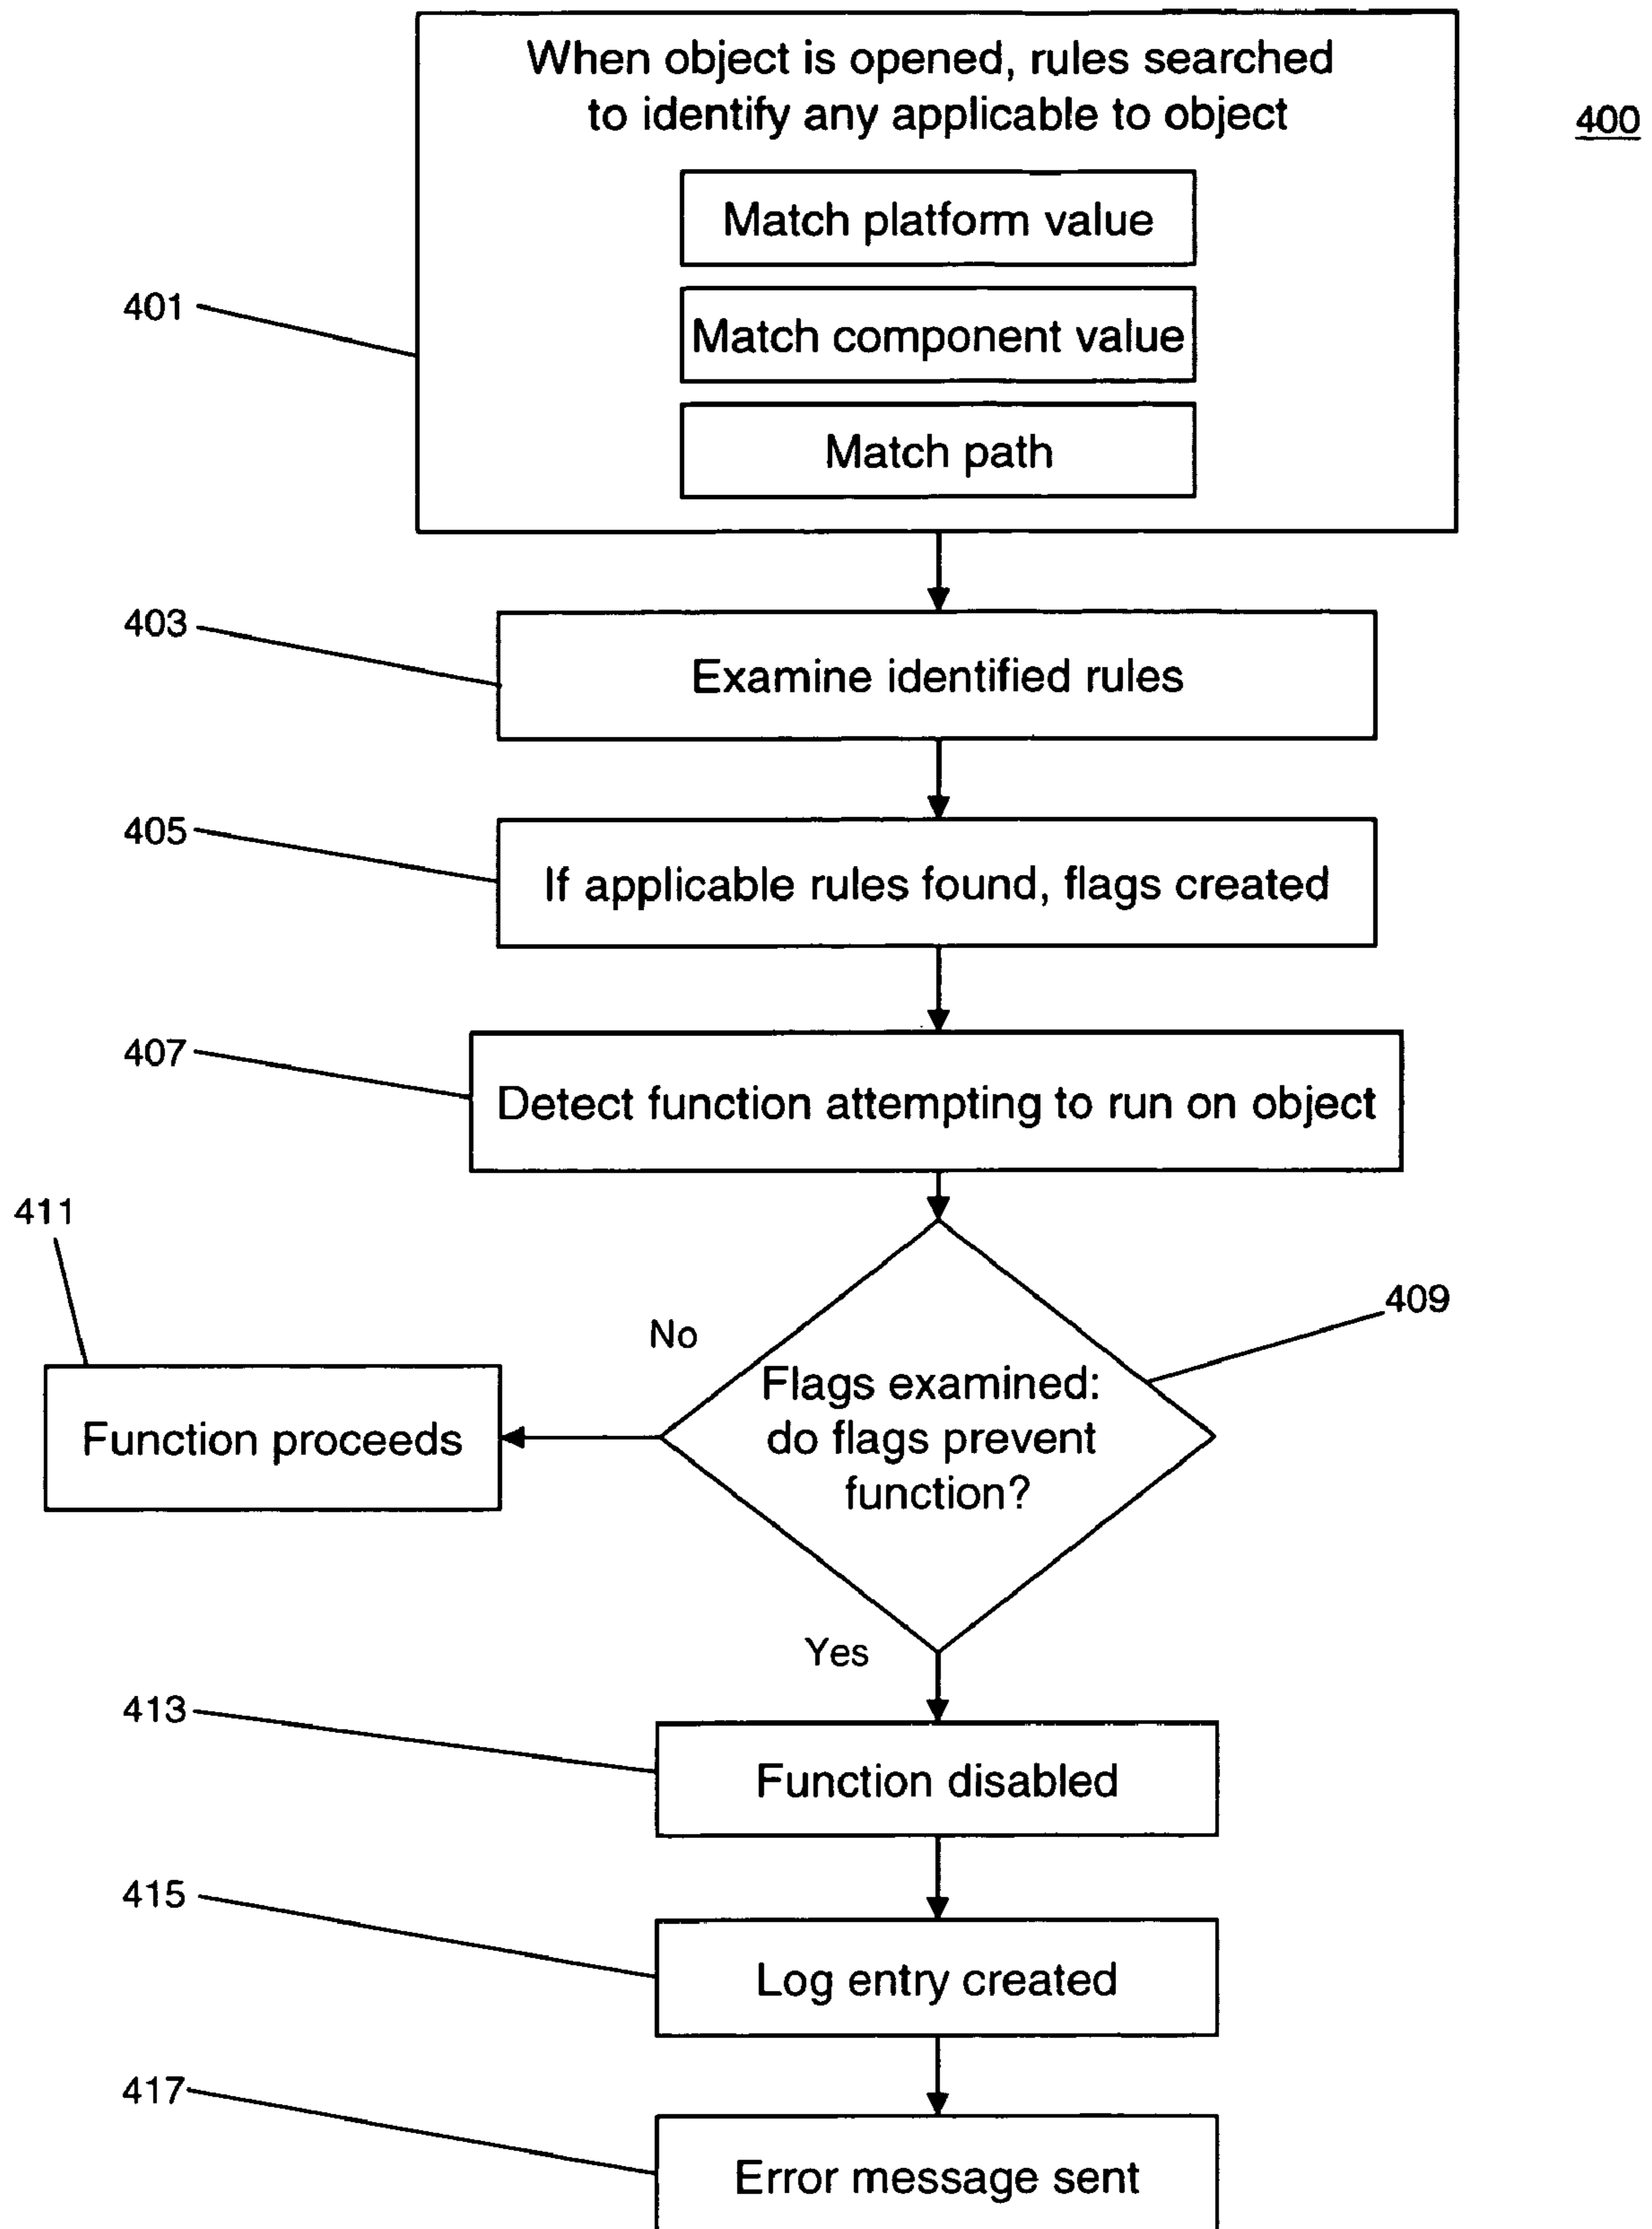 When object is opened, rules searched
to identify any applicable to object
400
Match platform value
401
Match component value
Match path
403
Examine identified rules
405
If applicable rules found, flags created
407
Detect function attempting to run on object
411
409
No
Flags examined:
do flags prevent
function?
Function proceeds
Yes
413
Function disabled
415
Log entry created
417
Error message sent